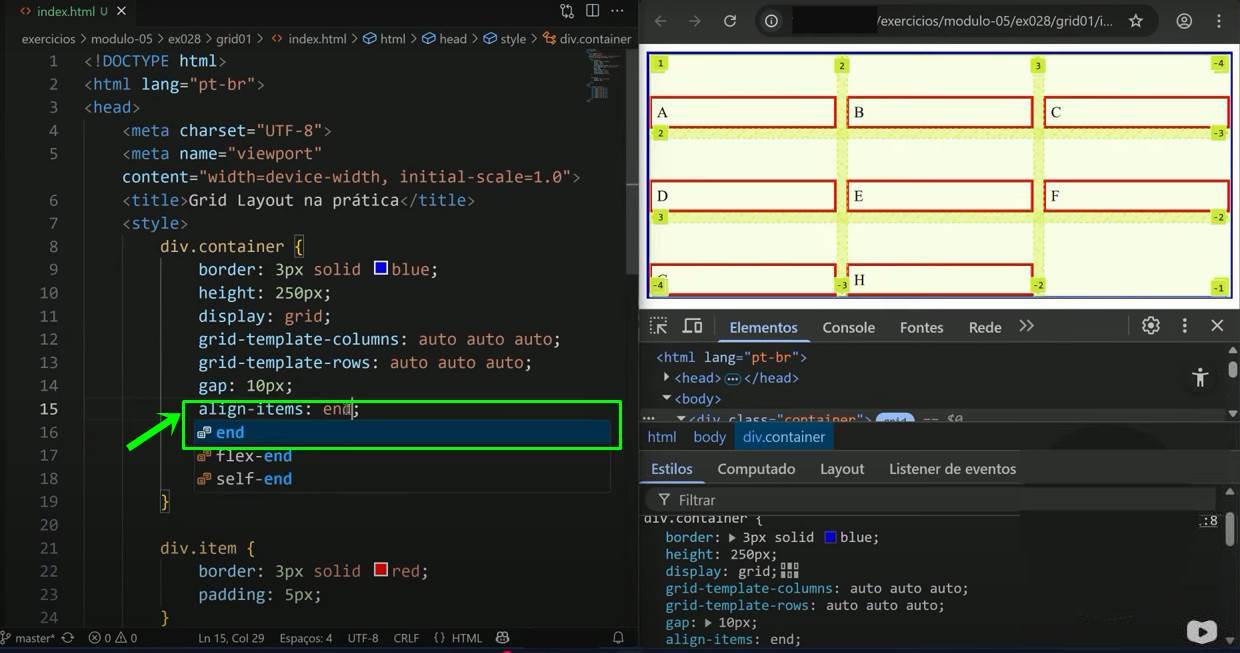 index.html U
exercicios > modulo-05 > ex028 > grid01 > index.html > html > head > style > div.container
1 <!DOCTYPE html>
2 <html lang="pt-br">
3 <head>
4 <meta charset="UTF-8">
5 <meta name="viewport"
content="width=device-width, initial-scale=1.0">
6 <title>Grid Layout na prática</title>
7 <style>
8 div.container {
9 border: 3px solid blue;
10 height: 250px;
11 display: grid;
12 grid-template-columns: auto auto auto;
13 grid-template-rows: auto auto auto;
14 gap: 10px;
15 align-items: end;
16 end
17 flex-end
18 self-end
19 }
20
21 div.item {
22 border: 3px solid red;
23 padding: 5px;
24 }
master* 0 0 Ln 15, Col 29 Espaços: 4 UTF-8 CRLF {} HTML
/exercicios/modulo-05/ex028/grid01/i...
1 2 3 -4
A B C
2 -3
D E F
3 -2
G H
-4 -3 -2 -1
Elementos Console Fontes Rede
<html lang="pt-br">
<head> </head>
<body>
<div class="container"> grid == $0
html body div.container
Estilos Computado Layout Listener de eventos
Filtrar
div.container { :8
border: 3px solid blue;
height: 250px;
display: grid;
grid-template-columns: auto auto auto;
grid-template-rows: auto auto auto;
gap: 10px;
align-items: end;